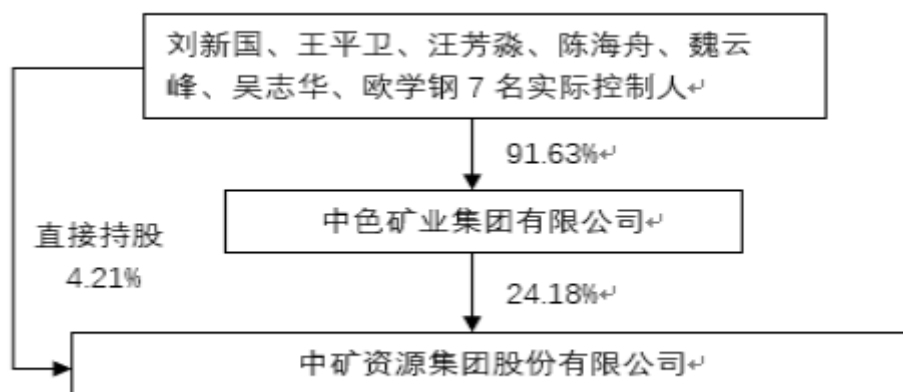 刘新国、王平卫、汪芳淼、陈海舟、魏云
峰、吴志华、欧学钢 7 名实际控制人↵
91.63%↵
中色矿业集团有限公司↵
直接持股
4.21%
24.18%↵
中矿资源集团股份有限公司↵